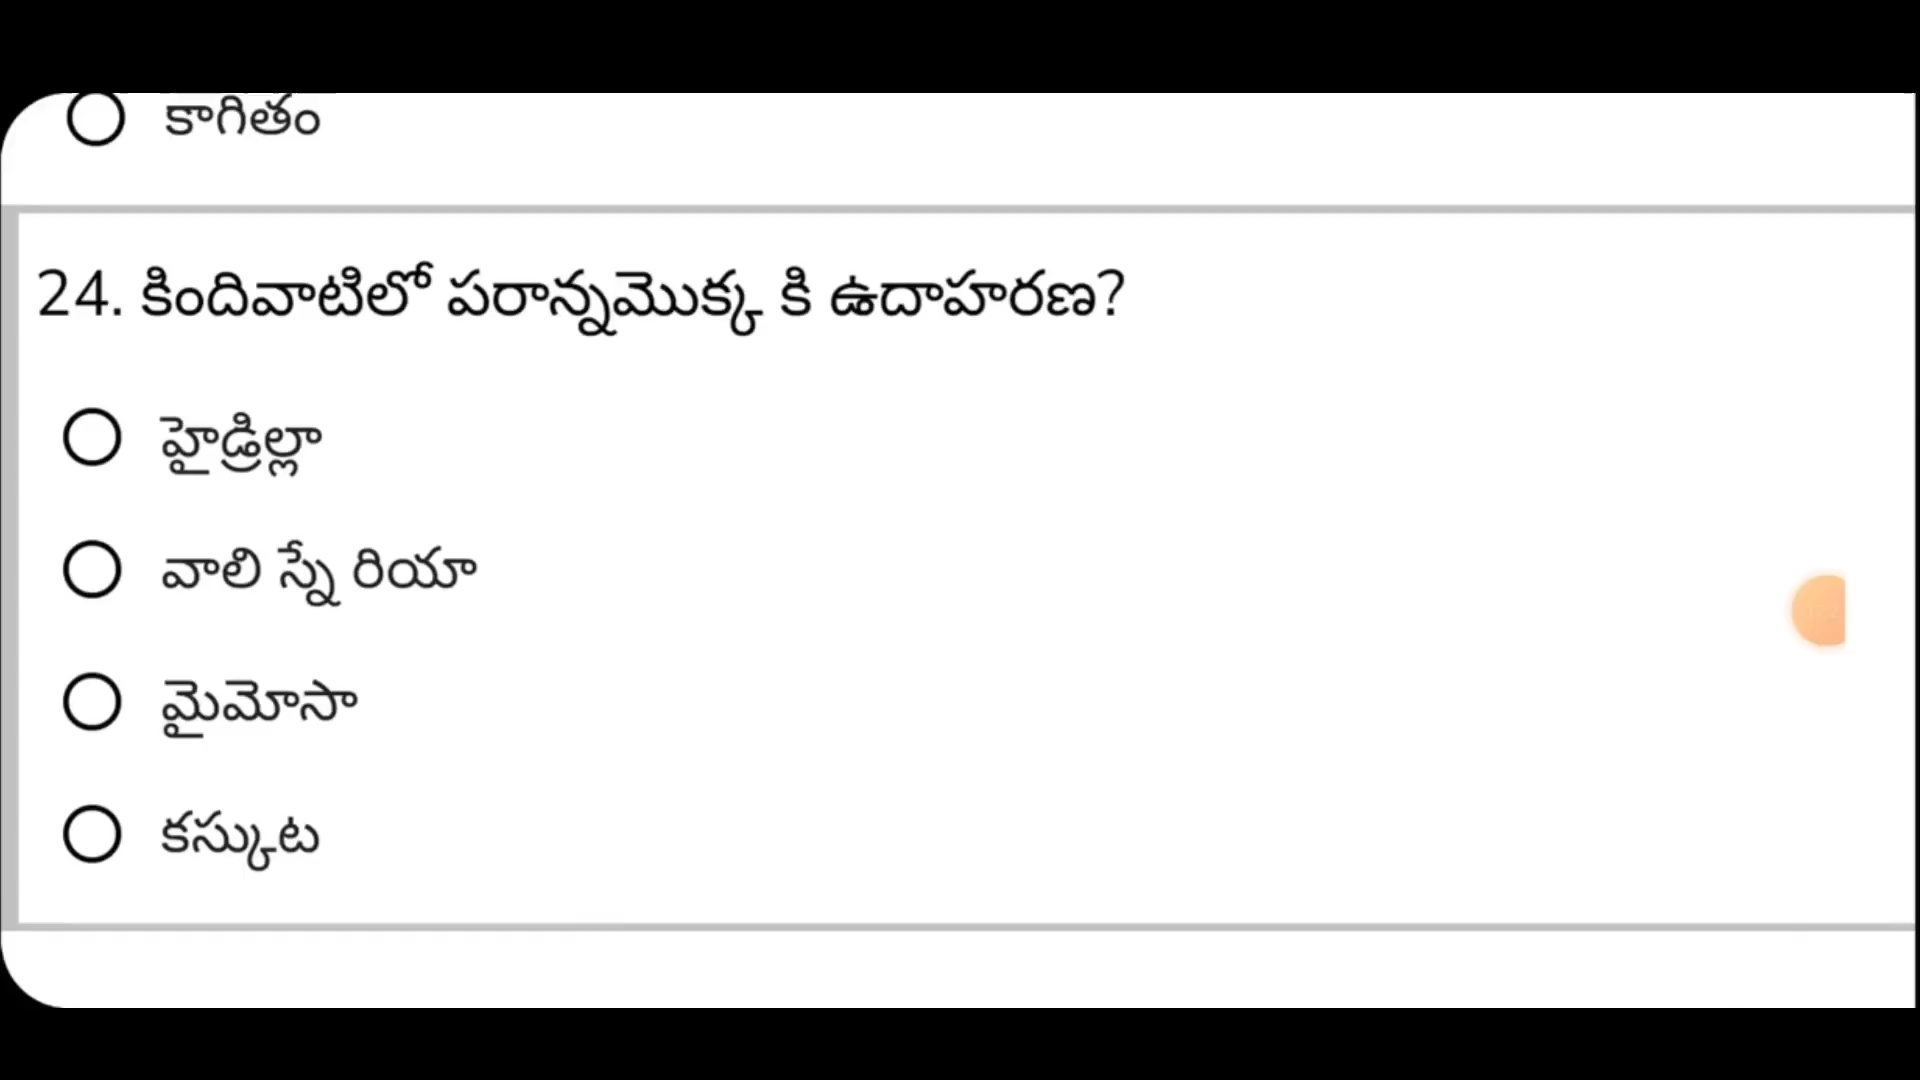 కాగితం
24. కిందివాటిలో పరాన్నమొక్క కి ఉదాహరణ?
హైడ్రిల్లా
వాలి స్నే రియా
మైమోసా
కస్కుట